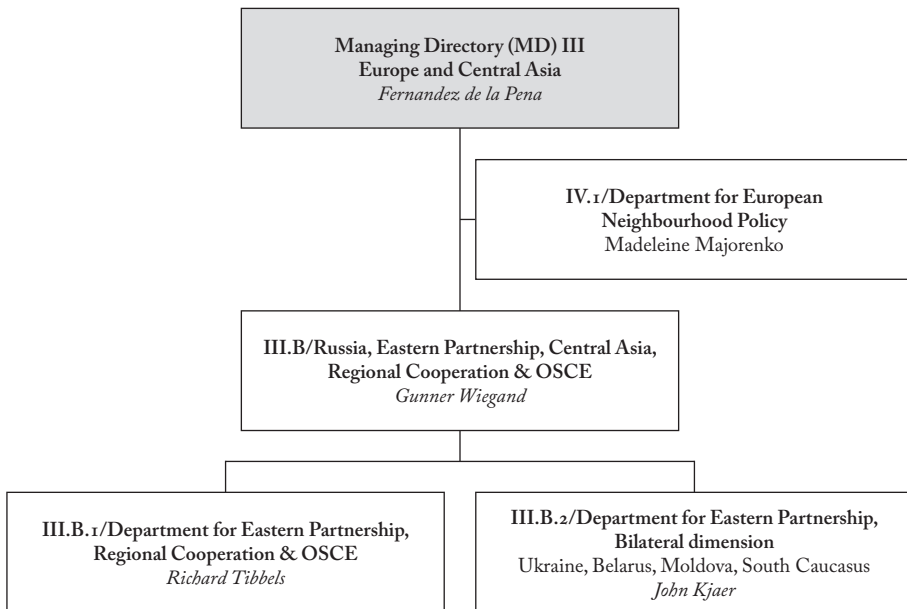 Managing Directory (MD) III
Europe and Central Asia
Fernandez de la Pena
IV.1/Department for European
Neighbourhood Policy
Madeleine Majorenko
III.B/Russia, Eastern Partnership, Central Asia,
Regional Cooperation & OSCE
Gunner Wiegand
III.B.1/Department for Eastern Partnership,
Regional Cooperation & OSCE
Richard Tibbels
III.B.2/Department for Eastern Partnership,
Bilateral dimension
Ukraine, Belarus, Moldova, South Caucasus
John Kjaer